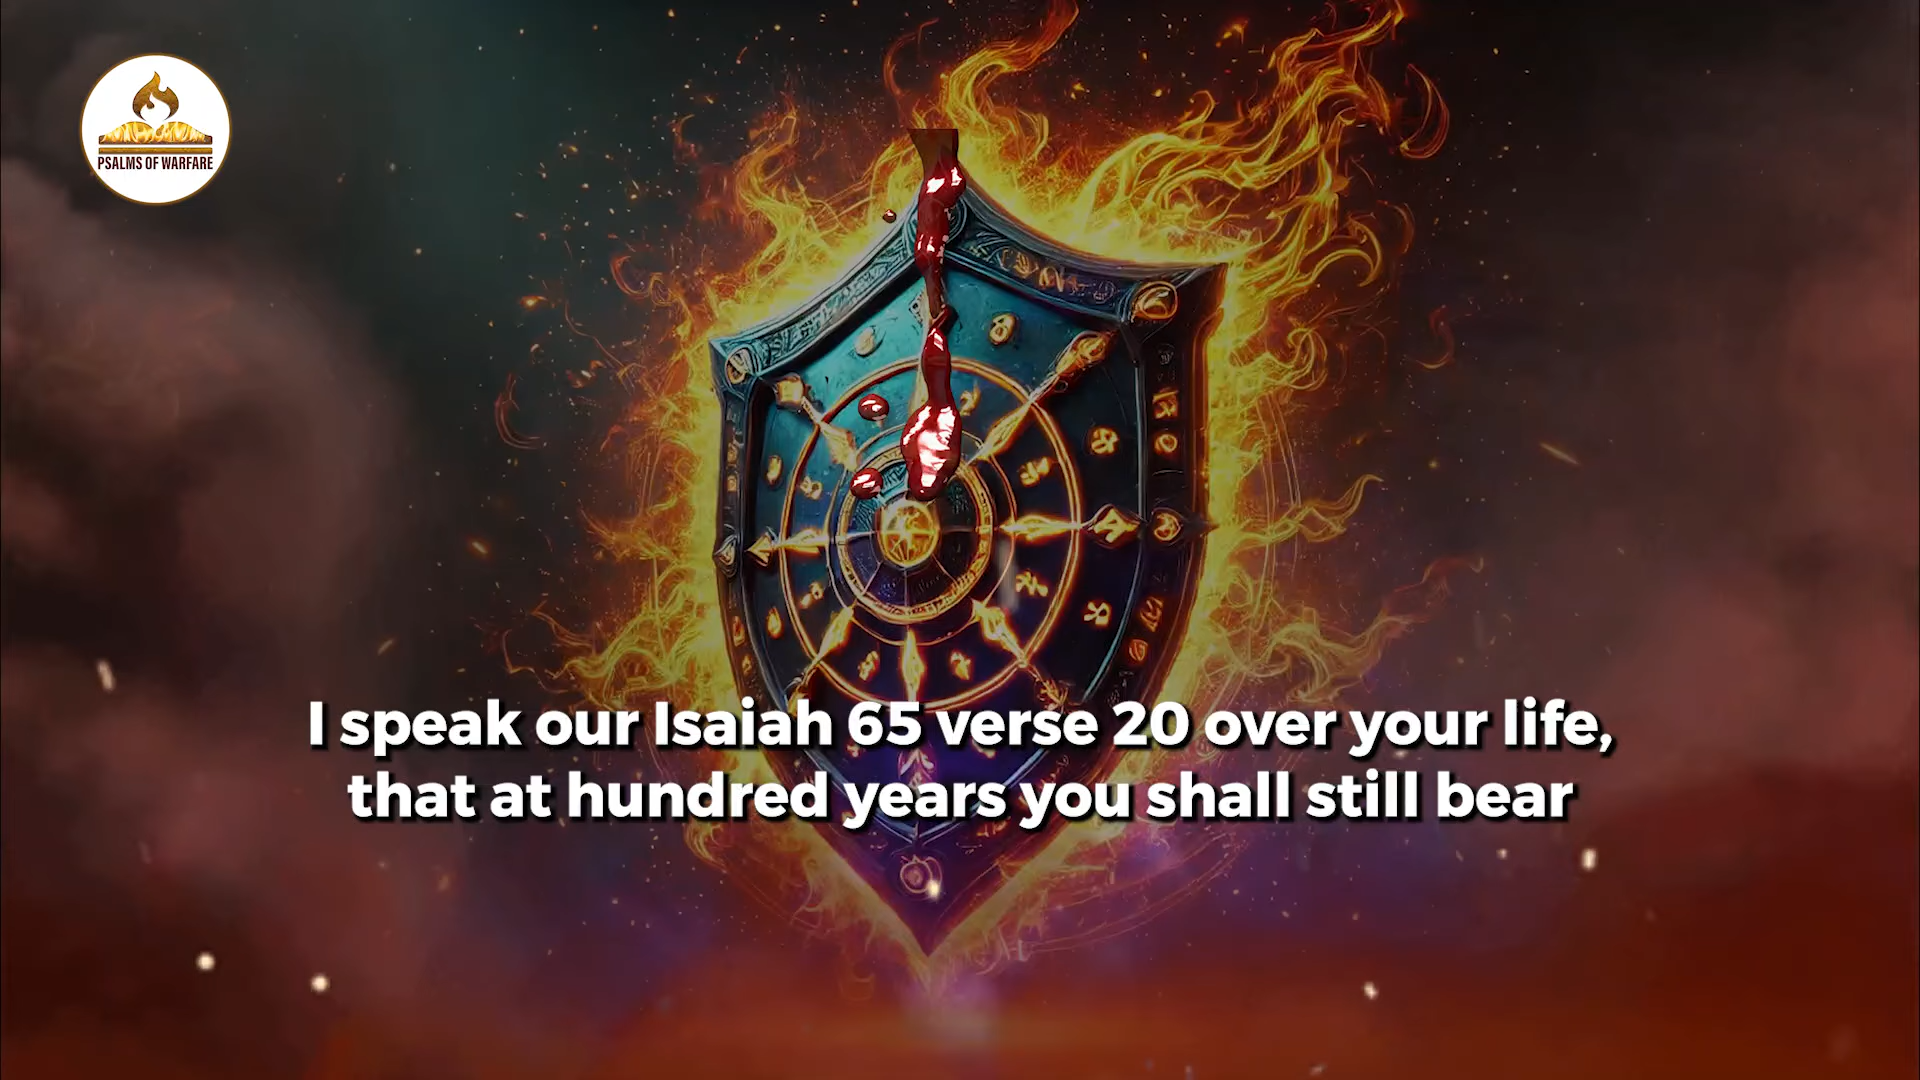 PSALMS OF WARFARE
I speak our Isaiah 65 verse 20 over your life,
that at hundred years you shall still bear